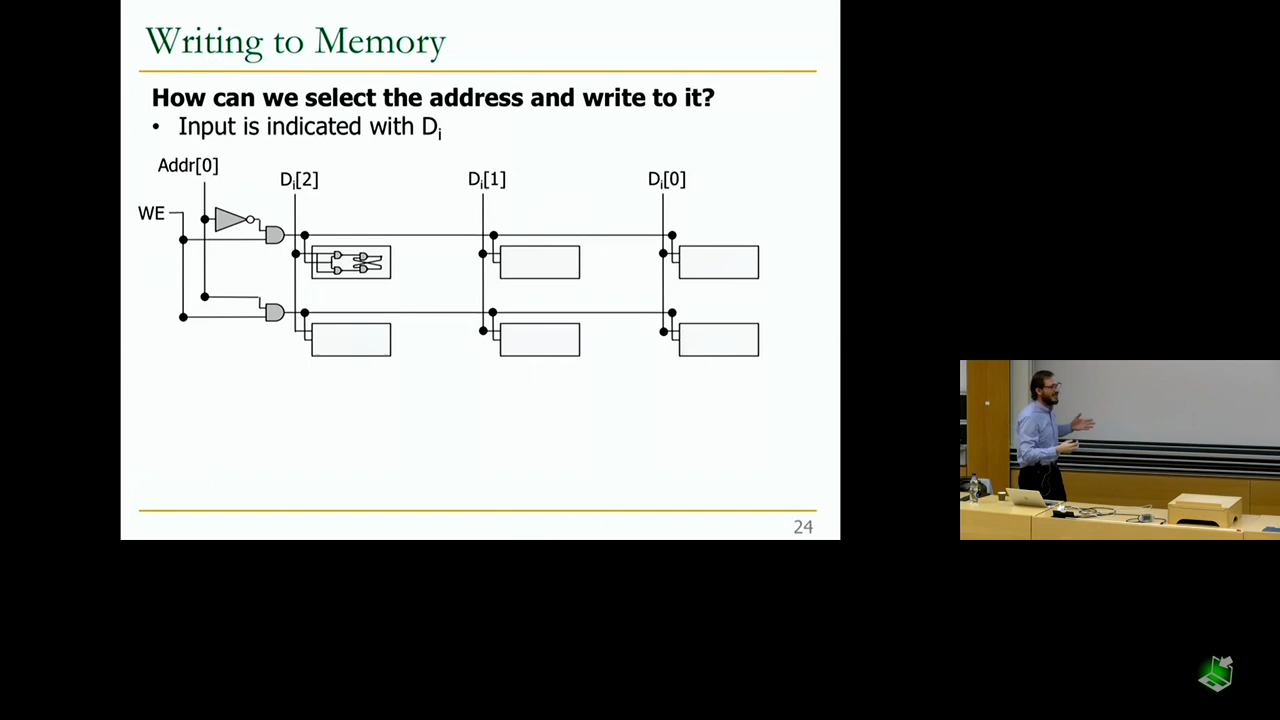 Writing to Memory
How can we select the address and write to it?
• Input is indicated with Di
Addr[0]
Di[2]
Di[1]
Di[0]
WE
24